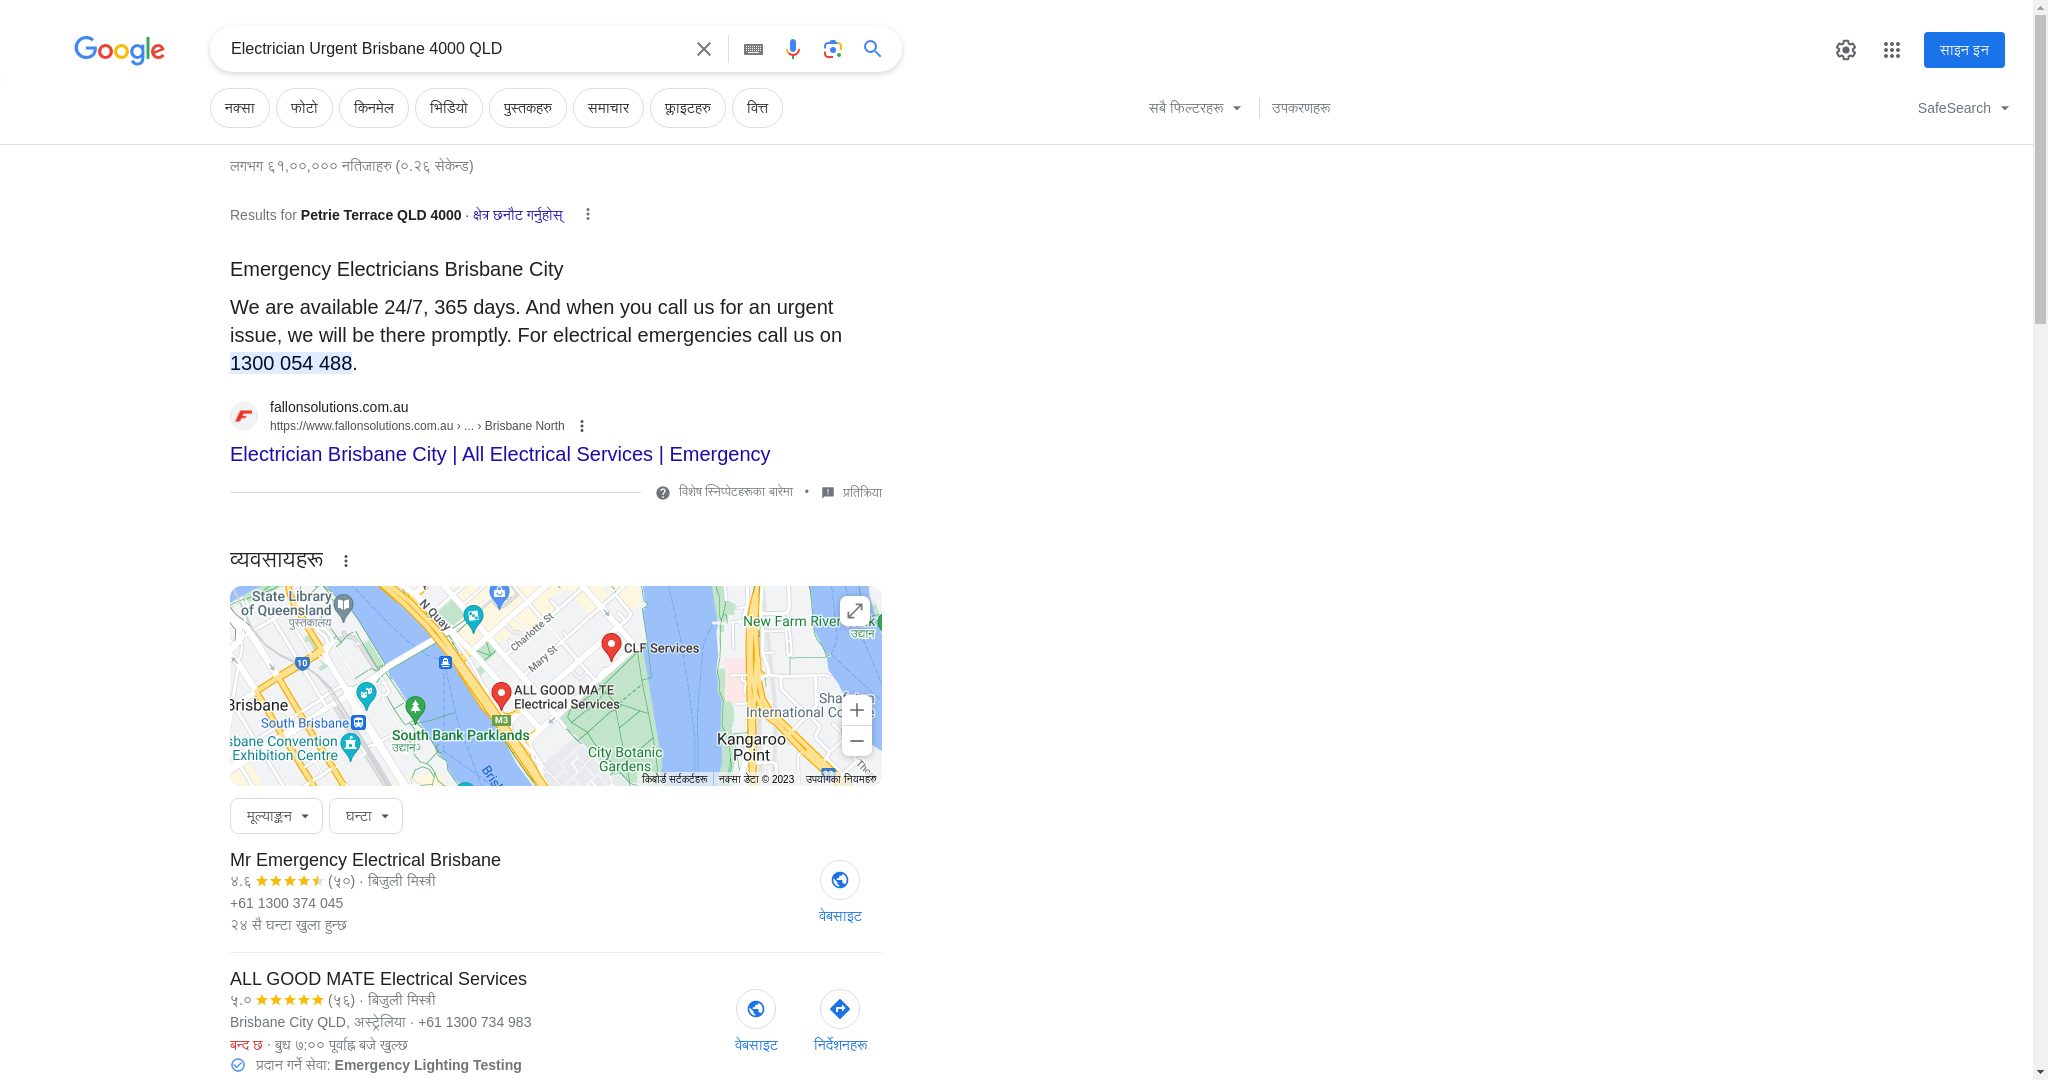 Google
Electrician Urgent Brisbane 4000 QLD
साइन इन
नक्सा
फोटो
किनमेल
भिडियो
पुस्तकहरु
समाचार
फ्लाइटहरु
वित्त
सबै फिल्टरहरू
उपकरणहरू
SafeSearch
लगभग ६१,००,००० नतिजाहरु (०.२६ सेकेन्ड)
Results for Petrie Terrace QLD 4000 · क्षेत्र छनौट गर्नुहोस्
Emergency Electricians Brisbane City
We are available 24/7, 365 days. And when you call us for an urgent
issue, we will be there promptly. For electrical emergencies call us on
1300 054 488.
fallonsolutions.com.au
https://www.fallonsolutions.com.au › ... › Brisbane North
Electrician Brisbane City | All Electrical Services | Emergency
विशेष स्निप्पेटहरूका बारेमा • प्रतिक्रिया
व्यवसायहरू
State Library
of Queensland
पुस्तकालय
N Quay
Charlotte St
Mary St
CLF Services
New Farm River
उद्यान
10
ALL GOOD MATE
Electrical Services
M3
Brisbane
South Brisbane
South Bank Parklands
उद्यान
Exhibition Centre
City Botanic
Gardens
Kangaroo
Point
International
किबोर्ड सर्टकर्टहरू
नक्सा डेटा © 2023
उपयोगका नियमहरु
मूल्याङ्कन
घन्टा
Mr Emergency Electrical Brisbane
४.६ (५०) · बिजुली मिस्त्री
+61 1300 374 045
२४ सै घन्टा खुला हुन्छ
वेबसाइट
ALL GOOD MATE Electrical Services
५.० (५६) · बिजुली मिस्त्री
Brisbane City QLD, अस्ट्रेलिया · +61 1300 734 983
बन्द छ · बुध ७:०० पूर्वाह्न बजे खुल्छ
प्रदान गर्ने सेवा: Emergency Lighting Testing
वेबसाइट
निर्देशनहरू